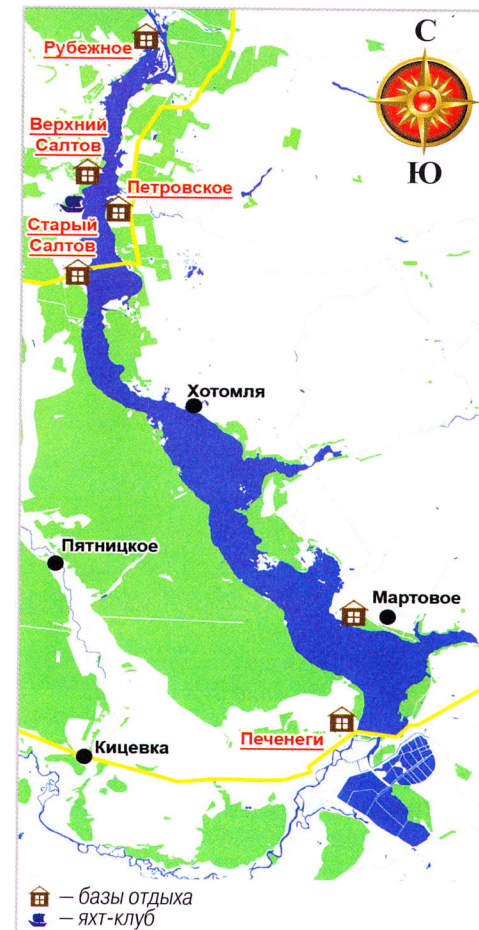 С
Рубежное
Верхний
Салтов
Ю
Петровское
Старый
Салтов
Хотомля
Пятницкое
Мартовое
Печенеги
Кицевка
– базы отдыха
– яхт-клуб